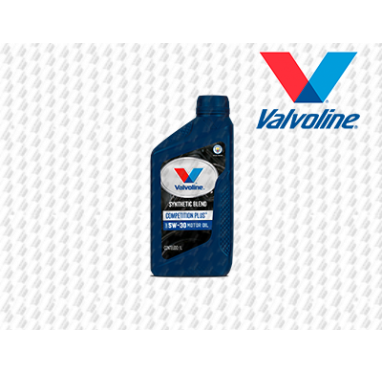 Valvoline
Valvoline
SYNTHETIC BLEND
COMPETITION PLUS
5W-30 MOTOR OIL